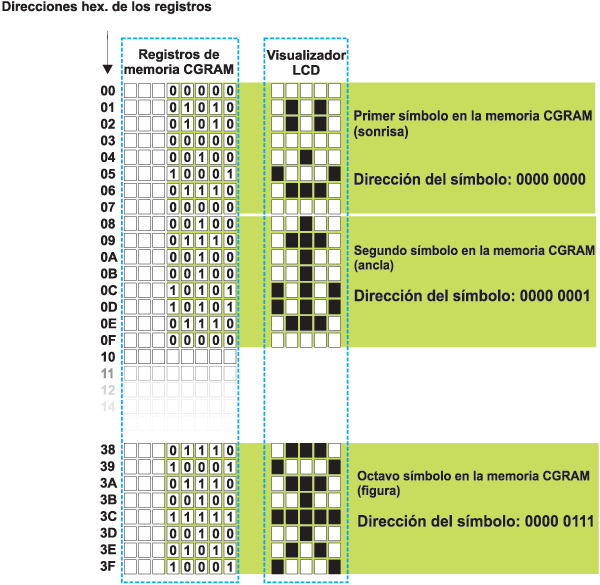 Direcciones hex. de los registros
Registros de
memoria CGRAM
Visualizador
LCD
00 0 0 0 0 0
01 0 1 0 1 0
02 0 1 0 1 0
03 0 0 0 0 0
04 0 0 1 0 0
05 1 0 0 0 1
06 0 1 1 1 0
07 0 0 0 0 0
Primer símbolo en la memoria CGRAM
(sonrisa)
Dirección del símbolo: 0000 0000
08 0 0 1 0 0
09 0 1 1 1 0
0A 0 0 1 0 0
0B 0 0 1 0 0
0C 1 0 1 0 1
0D 1 0 1 0 1
0E 0 1 1 1 0
0F 0 0 0 0 0
Segundo símbolo en la memoria CGRAM
(ancla)
Dirección del símbolo: 0000 0001
10
11
12
14
38 0 1 1 1 0
39 1 0 0 0 1
3A 0 1 1 1 0
3B 0 0 1 0 0
3C 1 1 1 1 1
3D 0 0 1 0 0
3E 0 1 0 1 0
3F 1 0 0 0 1
Octavo símbolo en la memoria CGRAM
(figura)
Dirección del símbolo: 0000 0111